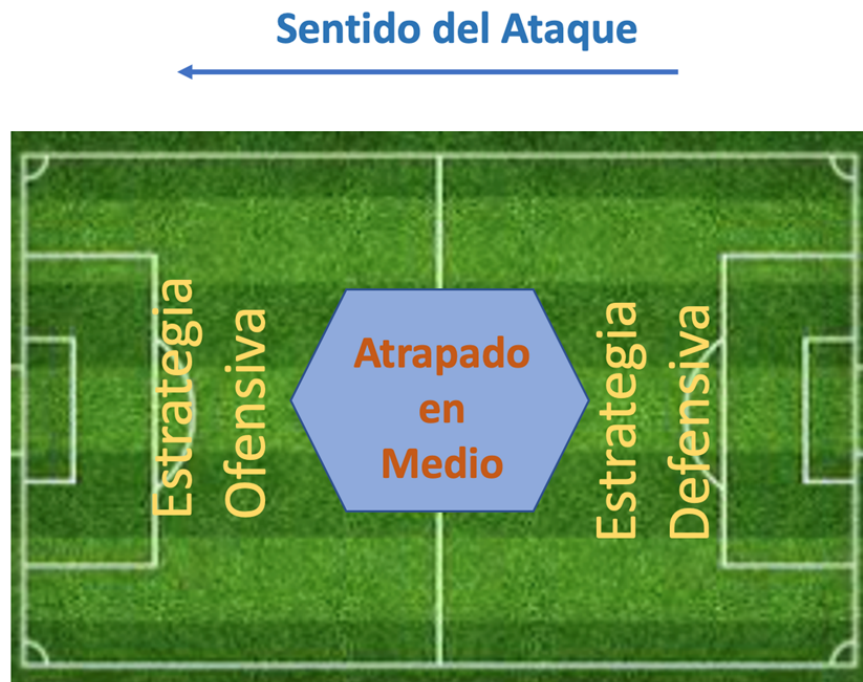 Sentido del Ataque
Estrategia
Ofensiva
Atrapado
en
Medio
Estrategia
Defensiva